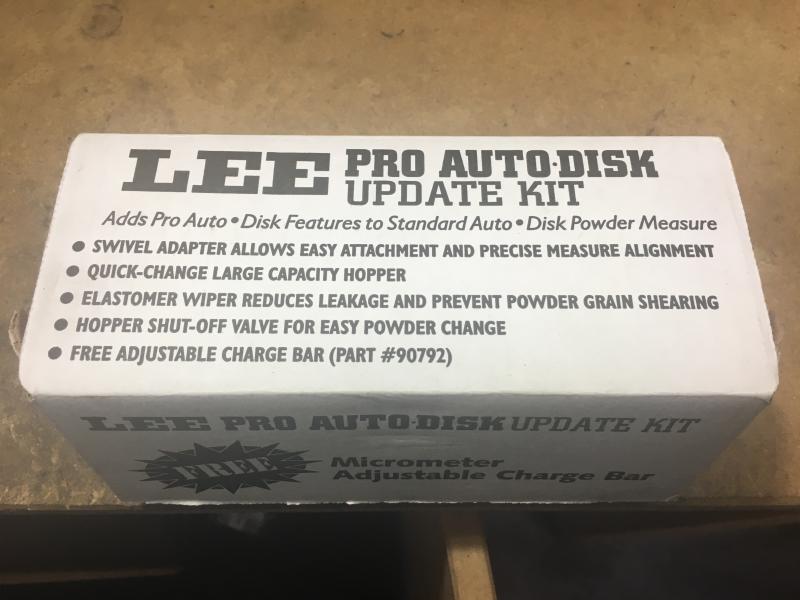 LEE PRO AUTO•DISK
UPDATE KIT
Adds Pro Auto • Disk Features to Standard Auto • Disk Powder Measure
• SWIVEL ADAPTER ALLOWS EASY ATTACHMENT AND PRECISE MEASURE ALIGNMENT
• QUICK-CHANGE LARGE CAPACITY HOPPER
• ELASTOMER WIPER REDUCES LEAKAGE AND PREVENT POWDER GRAIN SHEARING
• HOPPER SHUT-OFF VALVE FOR EASY POWDER CHANGE
• FREE ADJUSTABLE CHARGE BAR (PART #90792)
LEE PRO AUTO•DISK UPDATE KIT
FREE
Micrometer
Adjustable Charge Bar